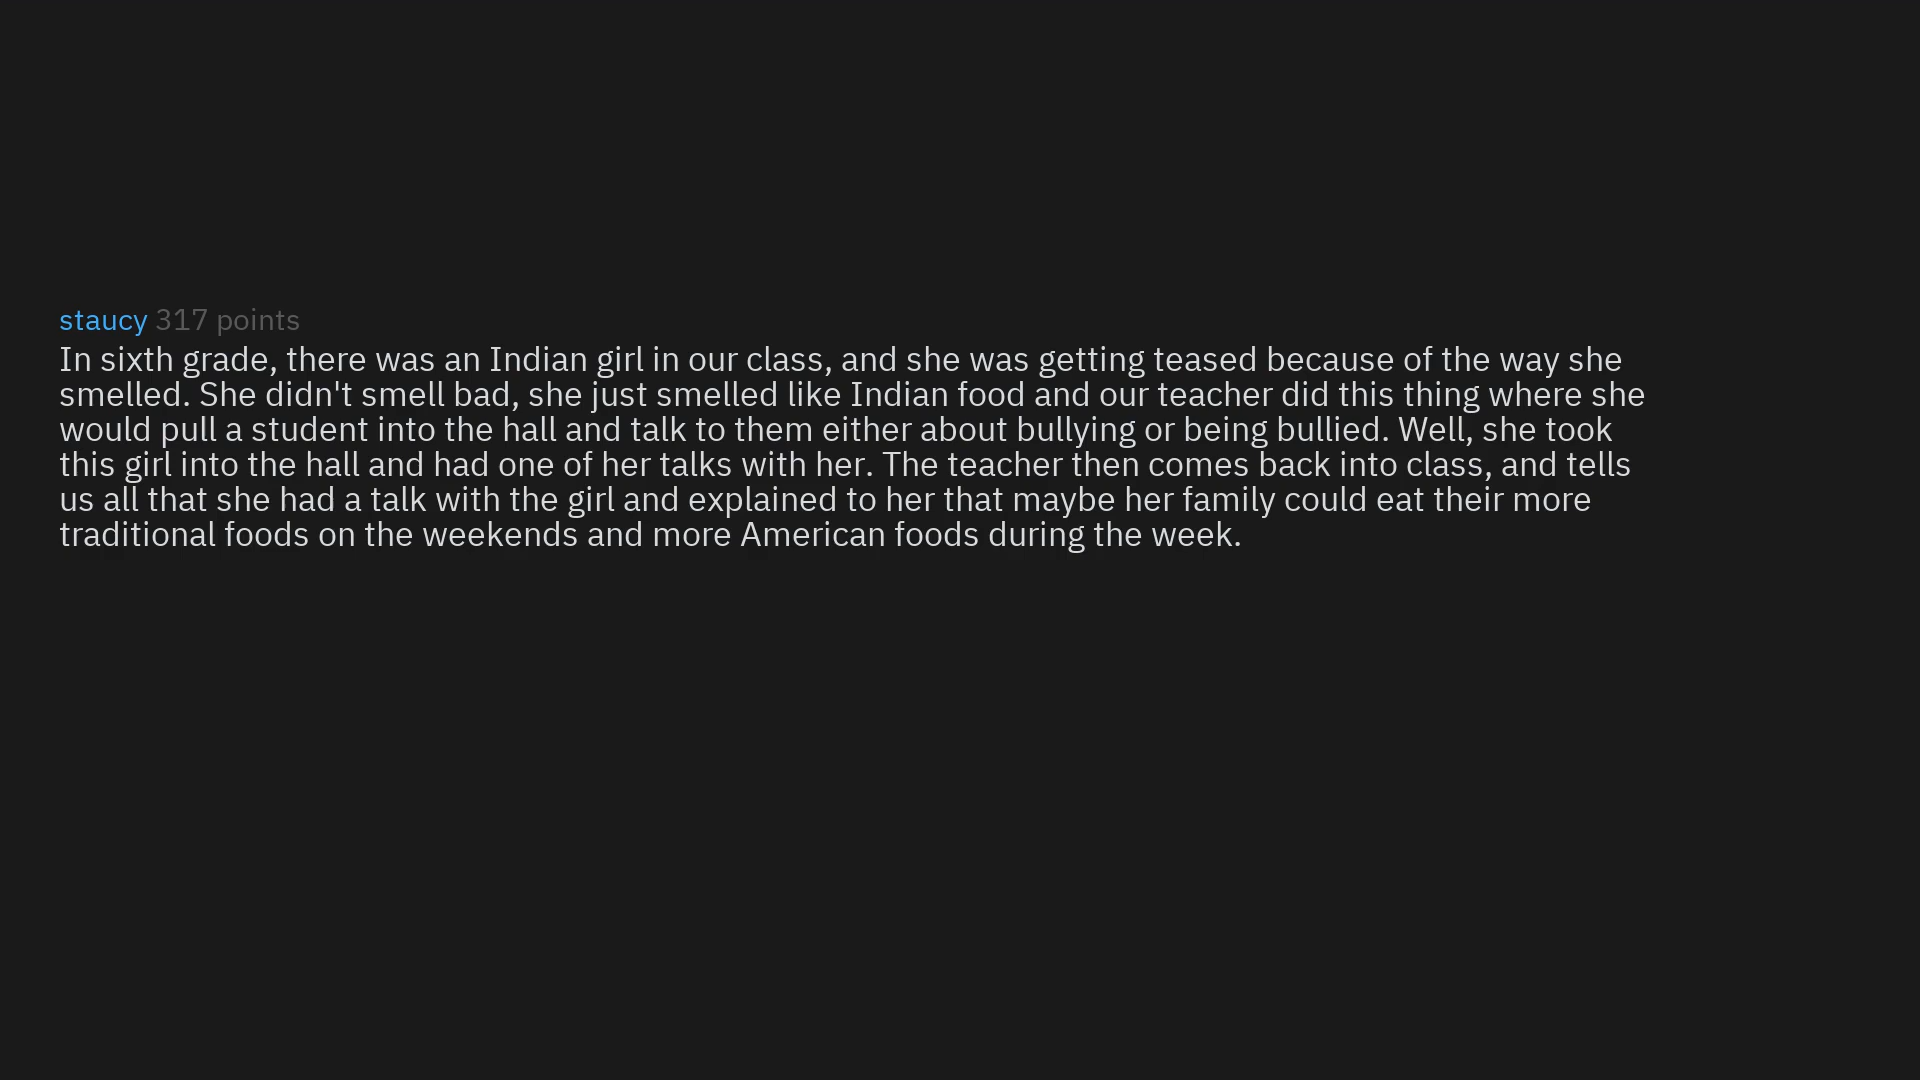 staucy 317 points
In sixth grade, there was an Indian girl in our class, and she was getting teased because of the way she
smelled. She didn't smell bad, she just smelled like Indian food and our teacher did this thing where she
would pull a student into the hall and talk to them either about bullying or being bullied. Well, she took
this girl into the hall and had one of her talks with her. The teacher then comes back into class, and tells
us all that she had a talk with the girl and explained to her that maybe her family could eat their more
traditional foods on the weekends and more American foods during the week.